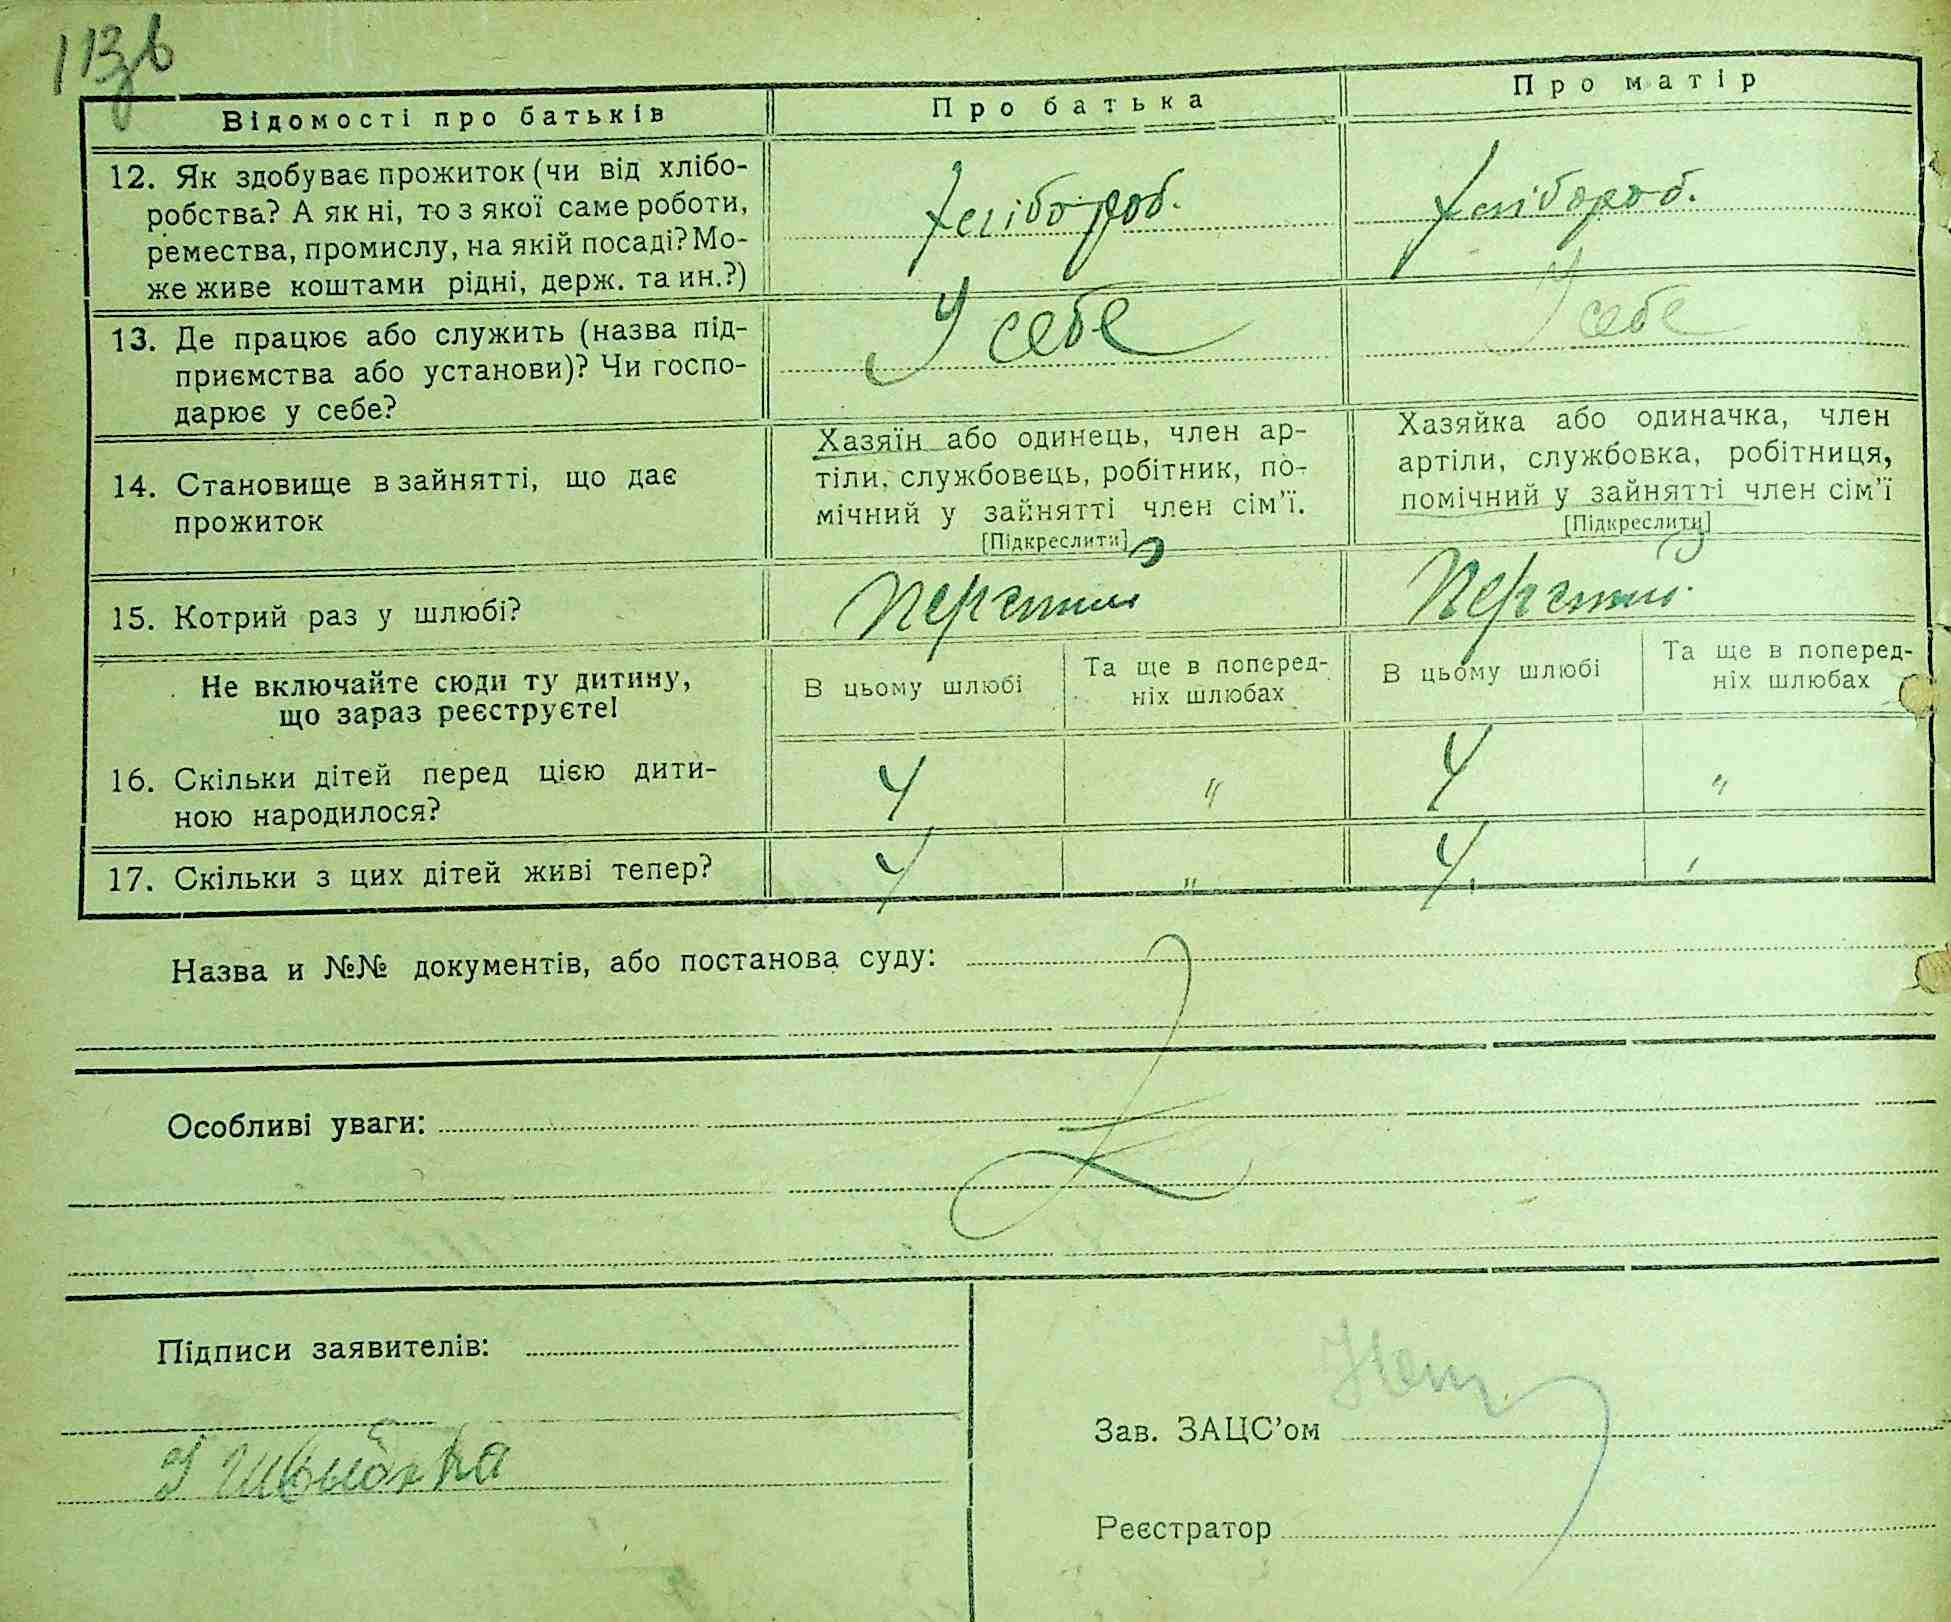 113 зв
Відомості про батьків
Про батька
Про матір
12. Як здобуває прожиток (чи від хлібо-
робства? А як ні, то з якої саме роботи,
ремества, промислу, на якій посаді? Мо-
же живе коштами рідні, держ. та ин.?)
хлібороб.
хлібороб.
13. Де працює або служить (назва під-
приємства або установи)? Чи госпо-
дарює у себе?
У себе
У себе
14. Становище в зайнятті, що дає
прожиток
Хазяїн або одинець, член ар-
тіли, службовець, робітник, по-
мічний у зайнятті член сім'ї.
[Підкреслити]
Хазяйка або одиначка, член
артіли, службовка, робітниця,
помічний у зайнятті член сім'ї
[Підкреслити]
15. Котрий раз у шлюбі?
Первий
Первий
Не включайте сюди ту дитину,
що зараз реєструєте!
В цьому шлюбі
Та ще в поперед-
ніх шлюбах
В цьому шлюбі
Та ще в поперед-
ніх шлюбах
16. Скільки дітей перед цією дити-
ною народилося?
4 " 4 "
17. Скільки з цих дітей живі тепер?
4 " 4 "
Назва и №№ документів, або постанова суду:
Особливі уваги:
Підписи заявителів:
Зав. ЗАЦС'ом
Реєстратор